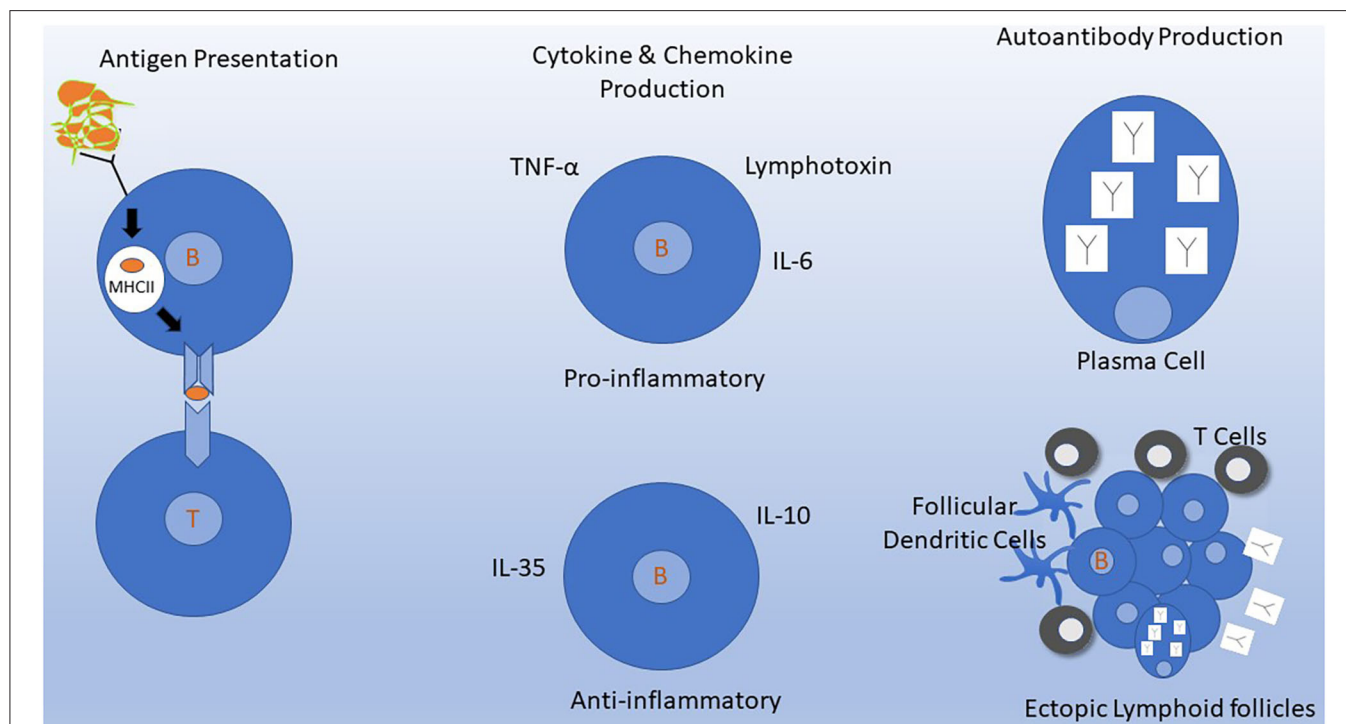 Antigen Presentation
B
MHCII
T
Cytokine & Chemokine
Production
TNF-α
Lymphotoxin
B
IL-6
Pro-inflammatory
IL-10
IL-35
B
Anti-inflammatory
Autoantibody Production
Plasma Cell
T Cells
Follicular
Dendritic Cells
B
Ectopic Lymphoid follicles